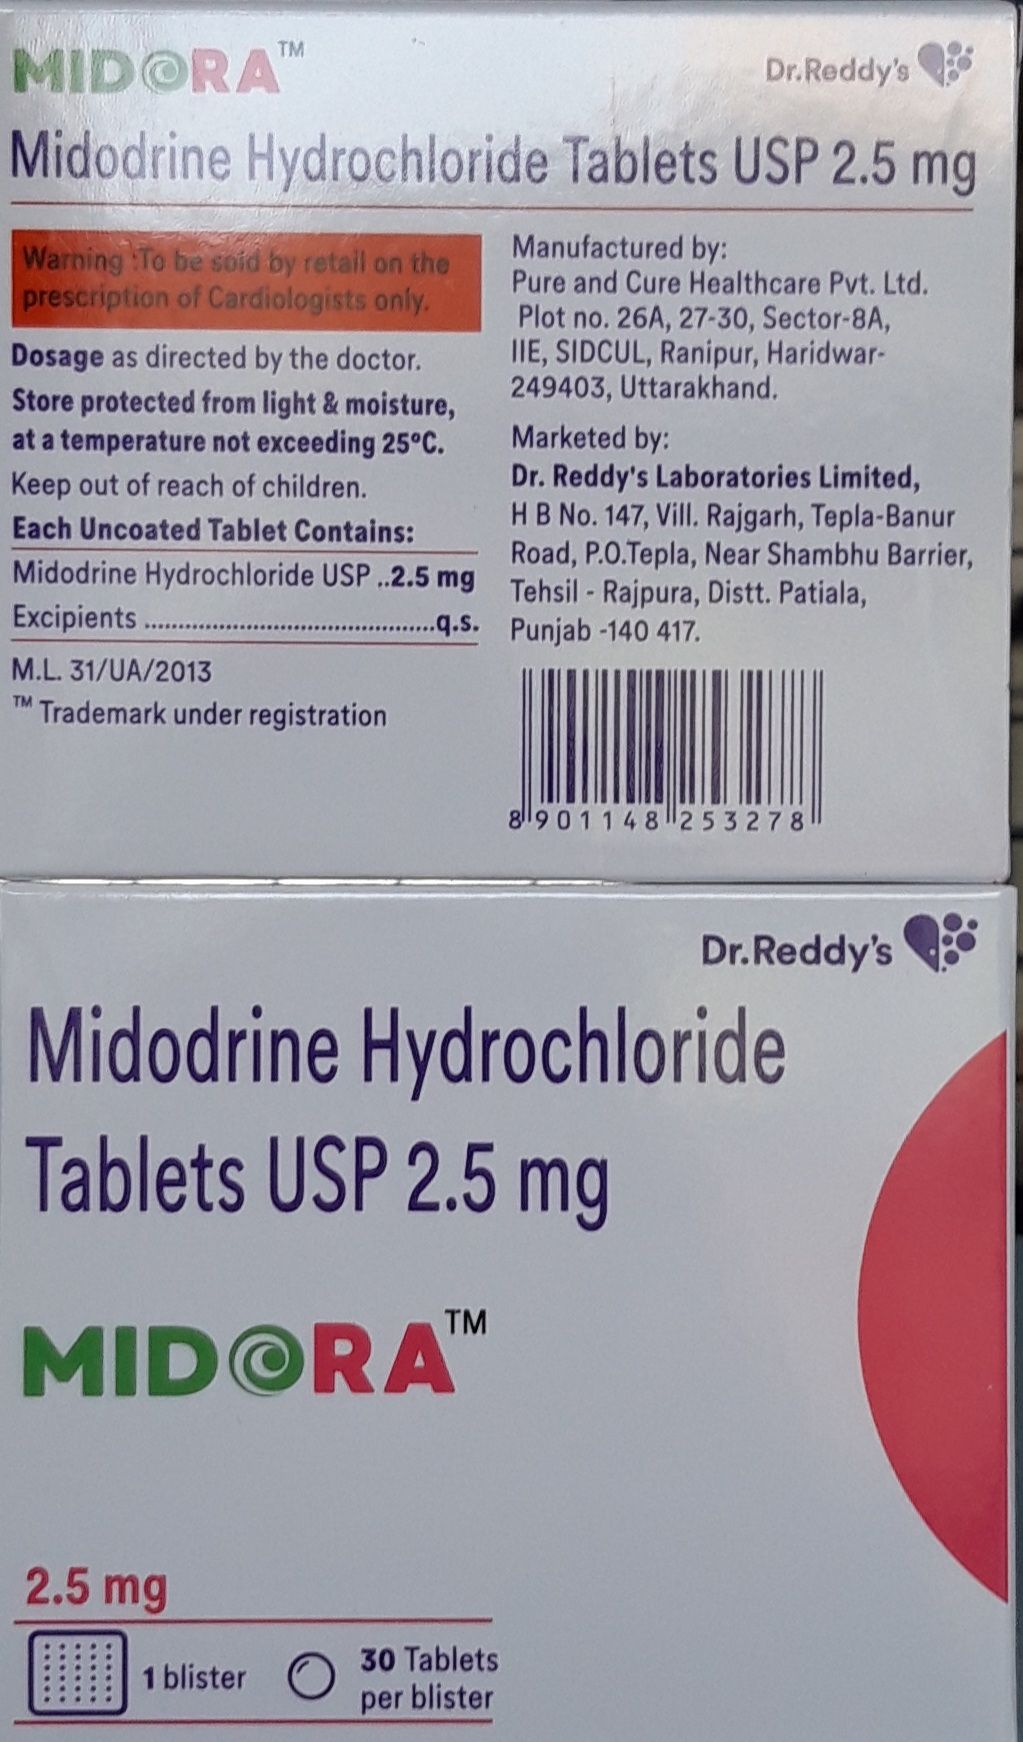 MIDORA™
Dr.Reddy's
Midodrine Hydrochloride Tablets USP 2.5 mg
Warning :To be sold by retail on the
prescription of Cardiologists only.
Dosage as directed by the doctor.
Store protected from light & moisture,
at a temperature not exceeding 25°C.
Keep out of reach of children.
Each Uncoated Tablet Contains:
Midodrine Hydrochloride USP ..2.5 mg
Excipients ..........................................q.s.
M.L. 31/UA/2013
™ Trademark under registration
Manufactured by:
Pure and Cure Healthcare Pvt. Ltd.
Plot no. 26A, 27-30, Sector-8A,
IIE, SIDCUL, Ranipur, Haridwar-
249403, Uttarakhand.
Marketed by:
Dr. Reddy's Laboratories Limited,
H B No. 147, Vill. Rajgarh, Tepla-Banur
Road, P.O.Tepla, Near Shambhu Barrier,
Tehsil - Rajpura, Distt. Patiala,
Punjab -140 417.
8 901148 253278
Dr.Reddy's
Midodrine Hydrochloride
Tablets USP 2.5 mg
MIDORA™
2.5 mg
1 blister
30 Tablets
per blister